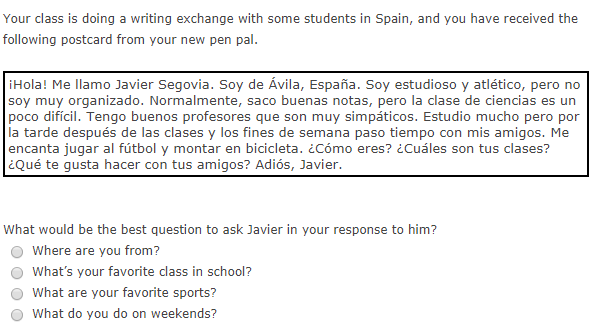 Your class is doing a writing exchange with some students in Spain, and you have received the
following postcard from your new pen pal.
¡Hola! Me llamo Javier Segovia. Soy de Ávila, España. Soy estudioso y atlético, pero no
soy muy organizado. Normalmente, saco buenas notas, pero la clase de ciencias es un
poco difícil. Tengo buenos profesores que son muy simpáticos. Estudio mucho pero por
la tarde después de las clases y los fines de semana paso tiempo con mis amigos. Me
encanta jugar al fútbol y montar en bicicleta. ¿Cómo eres? ¿Cuáles son tus clases?
¿Qué te gusta hacer con tus amigos? Adiós, Javier.
What would be the best question to ask Javier in your response to him?
Where are you from?
What's your favorite class in school?
What are your favorite sports?
What do you do on weekends?